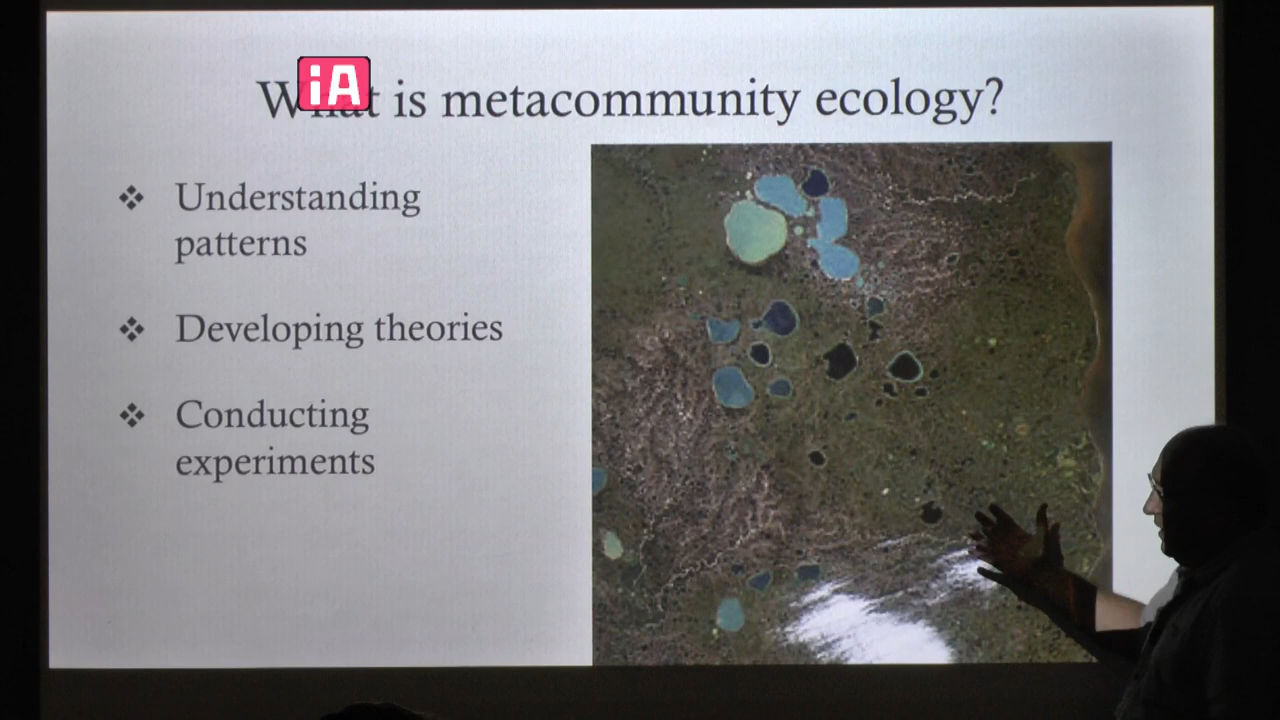 iA
What is metacommunity ecology?
❖ Understanding
patterns
❖ Developing theories
❖ Conducting
experiments